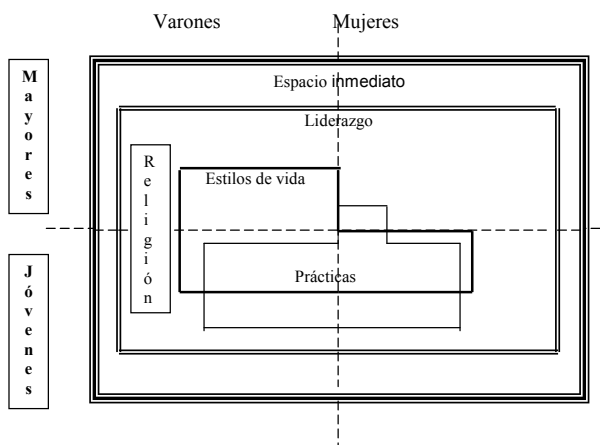 Varones Mujeres
Mayores
Espacio inmediato
Liderazgo
Religión
Estilos de vida
Jóvenes
Prácticas